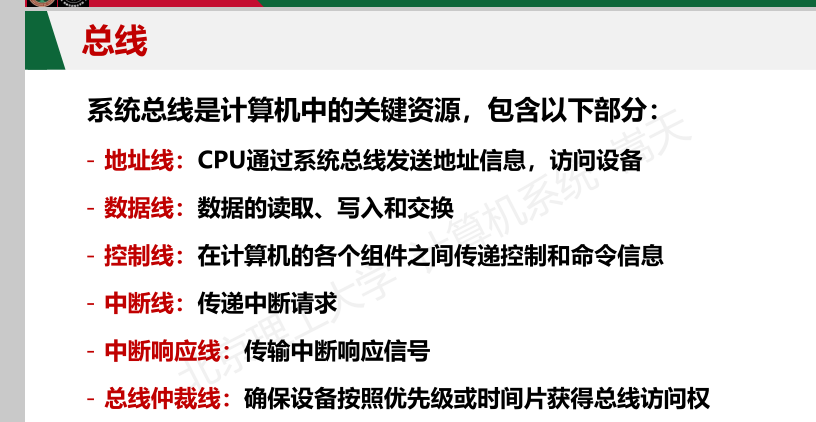 总线
系统总线是计算机中的关键资源，包含以下部分：
- 地址线：CPU通过系统总线发送地址信息，访问设备
- 数据线：数据的读取、写入和交换
- 控制线：在计算机的各个组件之间传递控制和命令信息
- 中断线：传递中断请求
- 中断响应线：传输中断响应信号
- 总线仲裁线：确保设备按照优先级或时间片获得总线访问权
北京理工大学 计算机系统 嵩天